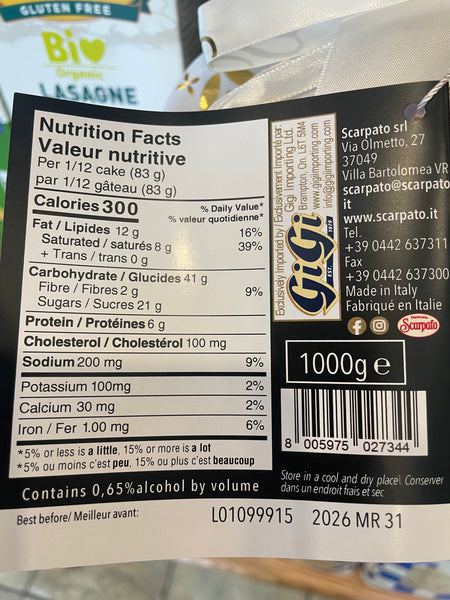 GLUTEN FREE
Bio
Organic
LASAGNE
Nutrition Facts
Valeur nutritive
Per 1/12 cake (83 g)
par 1/12 gâteau (83 g)
Calories 300
% Daily Value*
% valeur quotidienne*
Fat / Lipides 12 g 16%
Saturated / saturés 8 g 39%
+ Trans / trans 0 g
Carbohydrate / Glucides 41 g
Fibre / Fibres 2 g 9%
Sugars / Sucres 21 g
Protein / Protéines 6 g
Cholesterol / Cholestérol 100 mg
Sodium 200 mg 9%
Potassium 100mg 2%
Calcium 30 mg 2%
Iron / Fer 1.00 mg 6%
*5% or less is a little, 15% or more is a lot
*5% ou moins c'est peu, 15% ou plus c'est beaucoup
Contains 0,65%alcohol by volume
Best before/ Meilleur avant:
L01099915 2026 MR 31
Exclusively Imported by / Exclusivement Importé par:
Gigi Importing Ltd.
Brampton, On. L6T 5M4
www.gigiimporting.com
info@gigiimporting.com
GiGi
EST. 1979
Scarpato srl
Via Olmetto, 27
37049
Villa Bartolomea VR
scarpato@scarpato
it
www.scarpato.it
Tel.
+39 0442 637311
Fax
+39 0442 637300
Made in Italy
Fabriqué en Italie
Scarpato
1000g e
8 005975 027344
Store in a cool and dry place\ Conserver
dans un endroit frais et sec